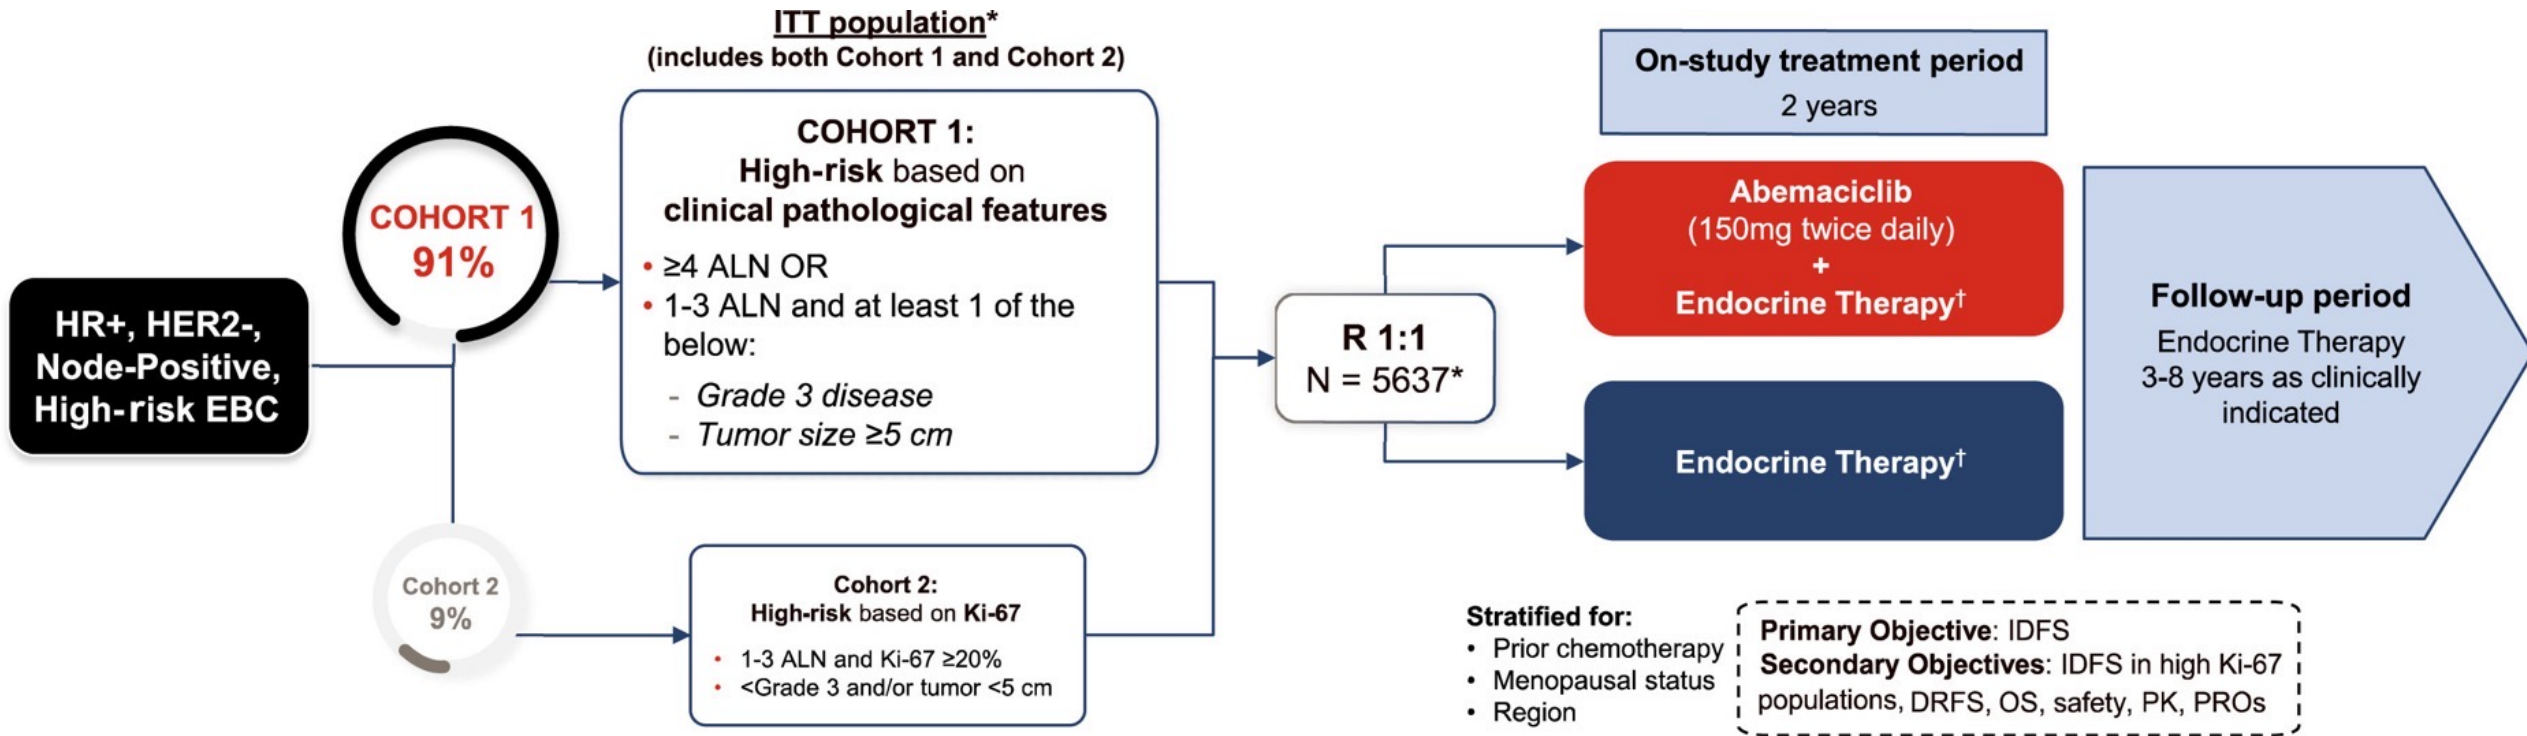 ITT population*
(includes both Cohort 1 and Cohort 2)
HR+, HER2-,
Node-Positive,
High-risk EBC
COHORT 1
91%
COHORT 1:
High-risk based on
clinical pathological features
• ≥4 ALN OR
• 1-3 ALN and at least 1 of the
below:
- Grade 3 disease
- Tumor size ≥5 cm
Cohort 2
9%
Cohort 2:
High-risk based on Ki-67
• 1-3 ALN and Ki-67 ≥20%
• <Grade 3 and/or tumor <5 cm
R 1:1
N = 5637*
On-study treatment period
2 years
Abemaciclib
(150mg twice daily)
+
Endocrine Therapy†
Endocrine Therapy†
Follow-up period
Endocrine Therapy
3-8 years as clinically
indicated
Stratified for:
• Prior chemotherapy
• Menopausal status
• Region
Primary Objective: IDFS
Secondary Objectives: IDFS in high Ki-67
populations, DRFS, OS, safety, PK, PROs